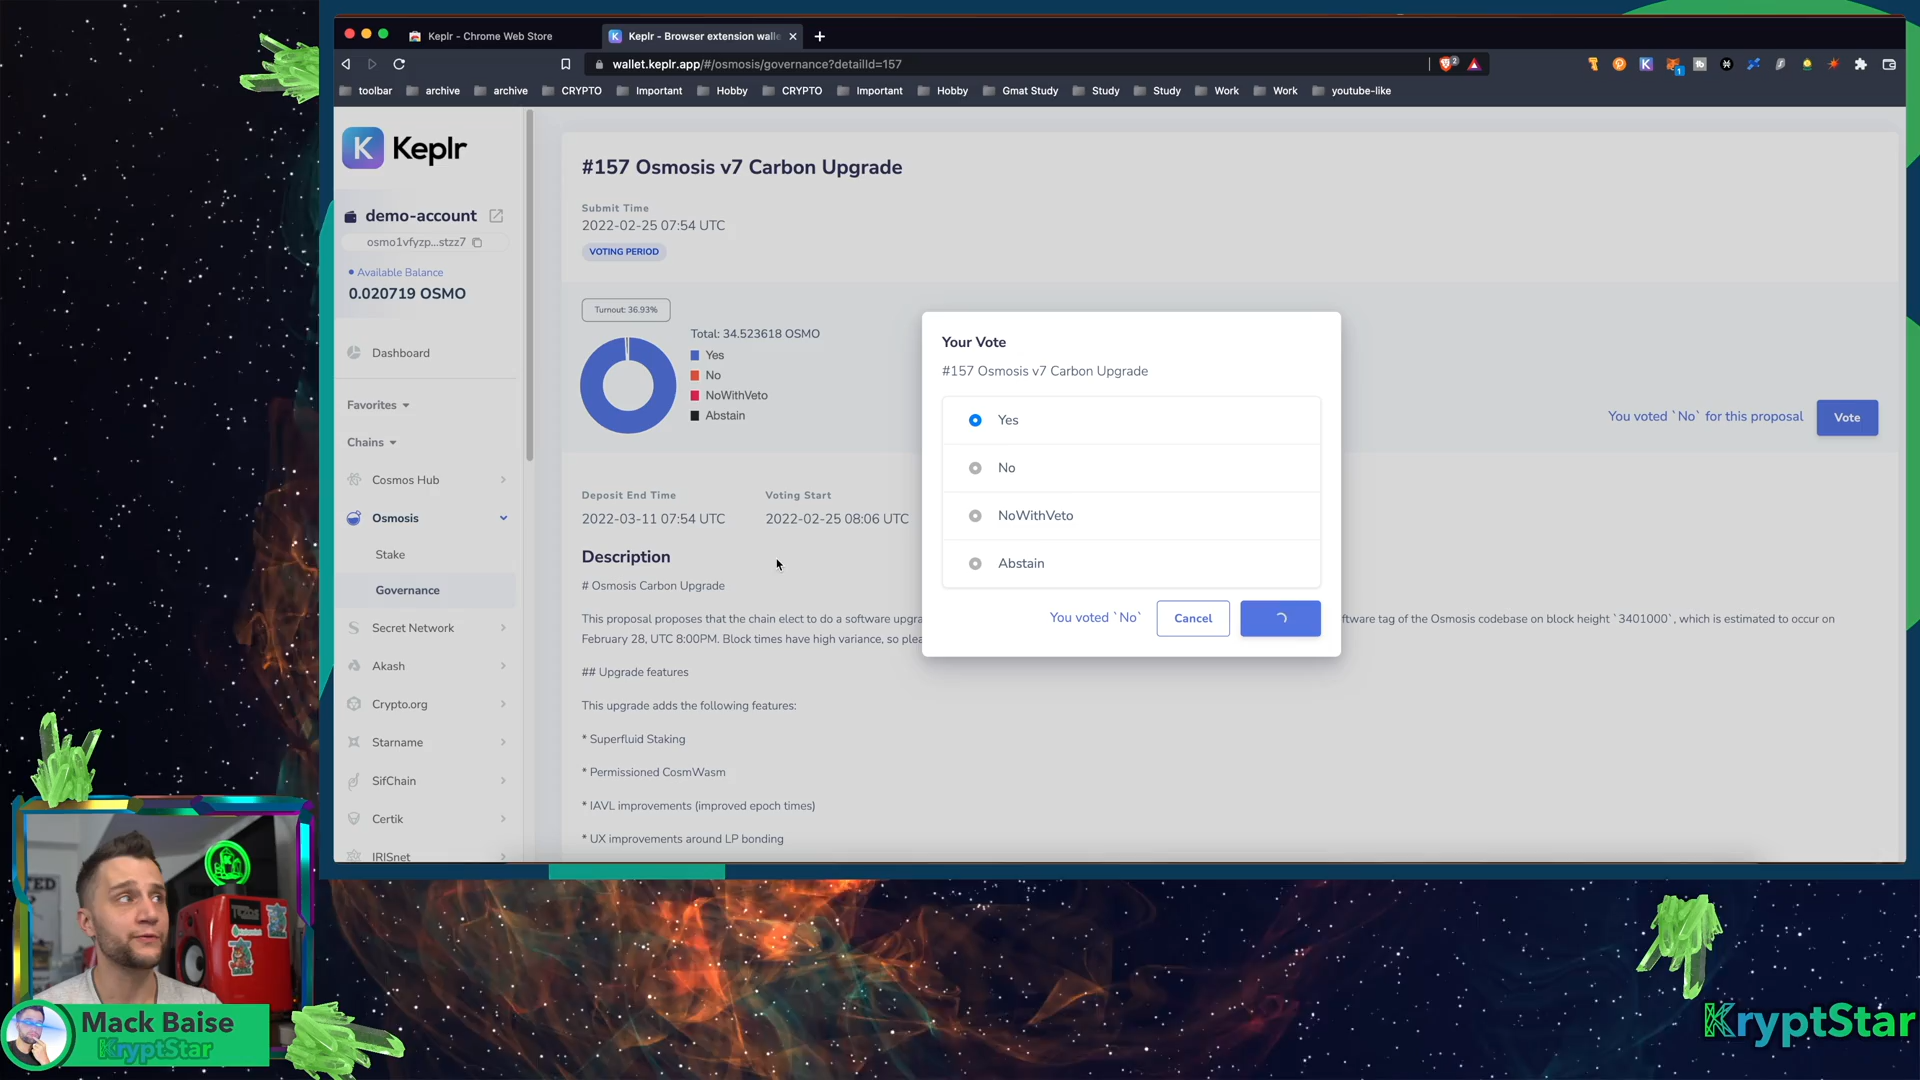 Keplr - Chrome Web Store
Keplr - Browser extension walle
wallet.keplr.app/#/osmosis/governance?detailId=157
toolbar archive archive CRYPTO Important Hobby CRYPTO Important Hobby Gmat Study Study Study Work Work youtube-like
K Keplr
demo-account
osmo1vfyzp...stzz7
Available Balance
0.020719 OSMO
Dashboard
Favorites
Chains
Cosmos Hub
Osmosis
Stake
Governance
Secret Network
Akash
Crypto.org
Starname
SifChain
Certik
IRISnet
#157 Osmosis v7 Carbon Upgrade
Submit Time
2022-02-25 07:54 UTC
VOTING PERIOD
Turnout: 36.93%
Total: 34.523618 OSMO
Yes
No
NoWithVeto
Abstain
You voted `No` for this proposal
Vote
Deposit End Time
2022-03-11 07:54 UTC
Voting Start
2022-02-25 08:06 UTC
Description
# Osmosis Carbon Upgrade
This proposal proposes that the chain elect to do a software upgra
ftware tag of the Osmosis codebase on block height `3401000`, which is estimated to occur on
February 28, UTC 8:00PM. Block times have high variance, so plea
## Upgrade features
This upgrade adds the following features:
* Superfluid Staking
* Permissioned CosmWasm
* IAVL improvements (improved epoch times)
* UX improvements around LP bonding
Your Vote
#157 Osmosis v7 Carbon Upgrade
Yes
No
NoWithVeto
Abstain
You voted `No`
Cancel
TEZOS
Mack Baise
KryptStar
KryptStar